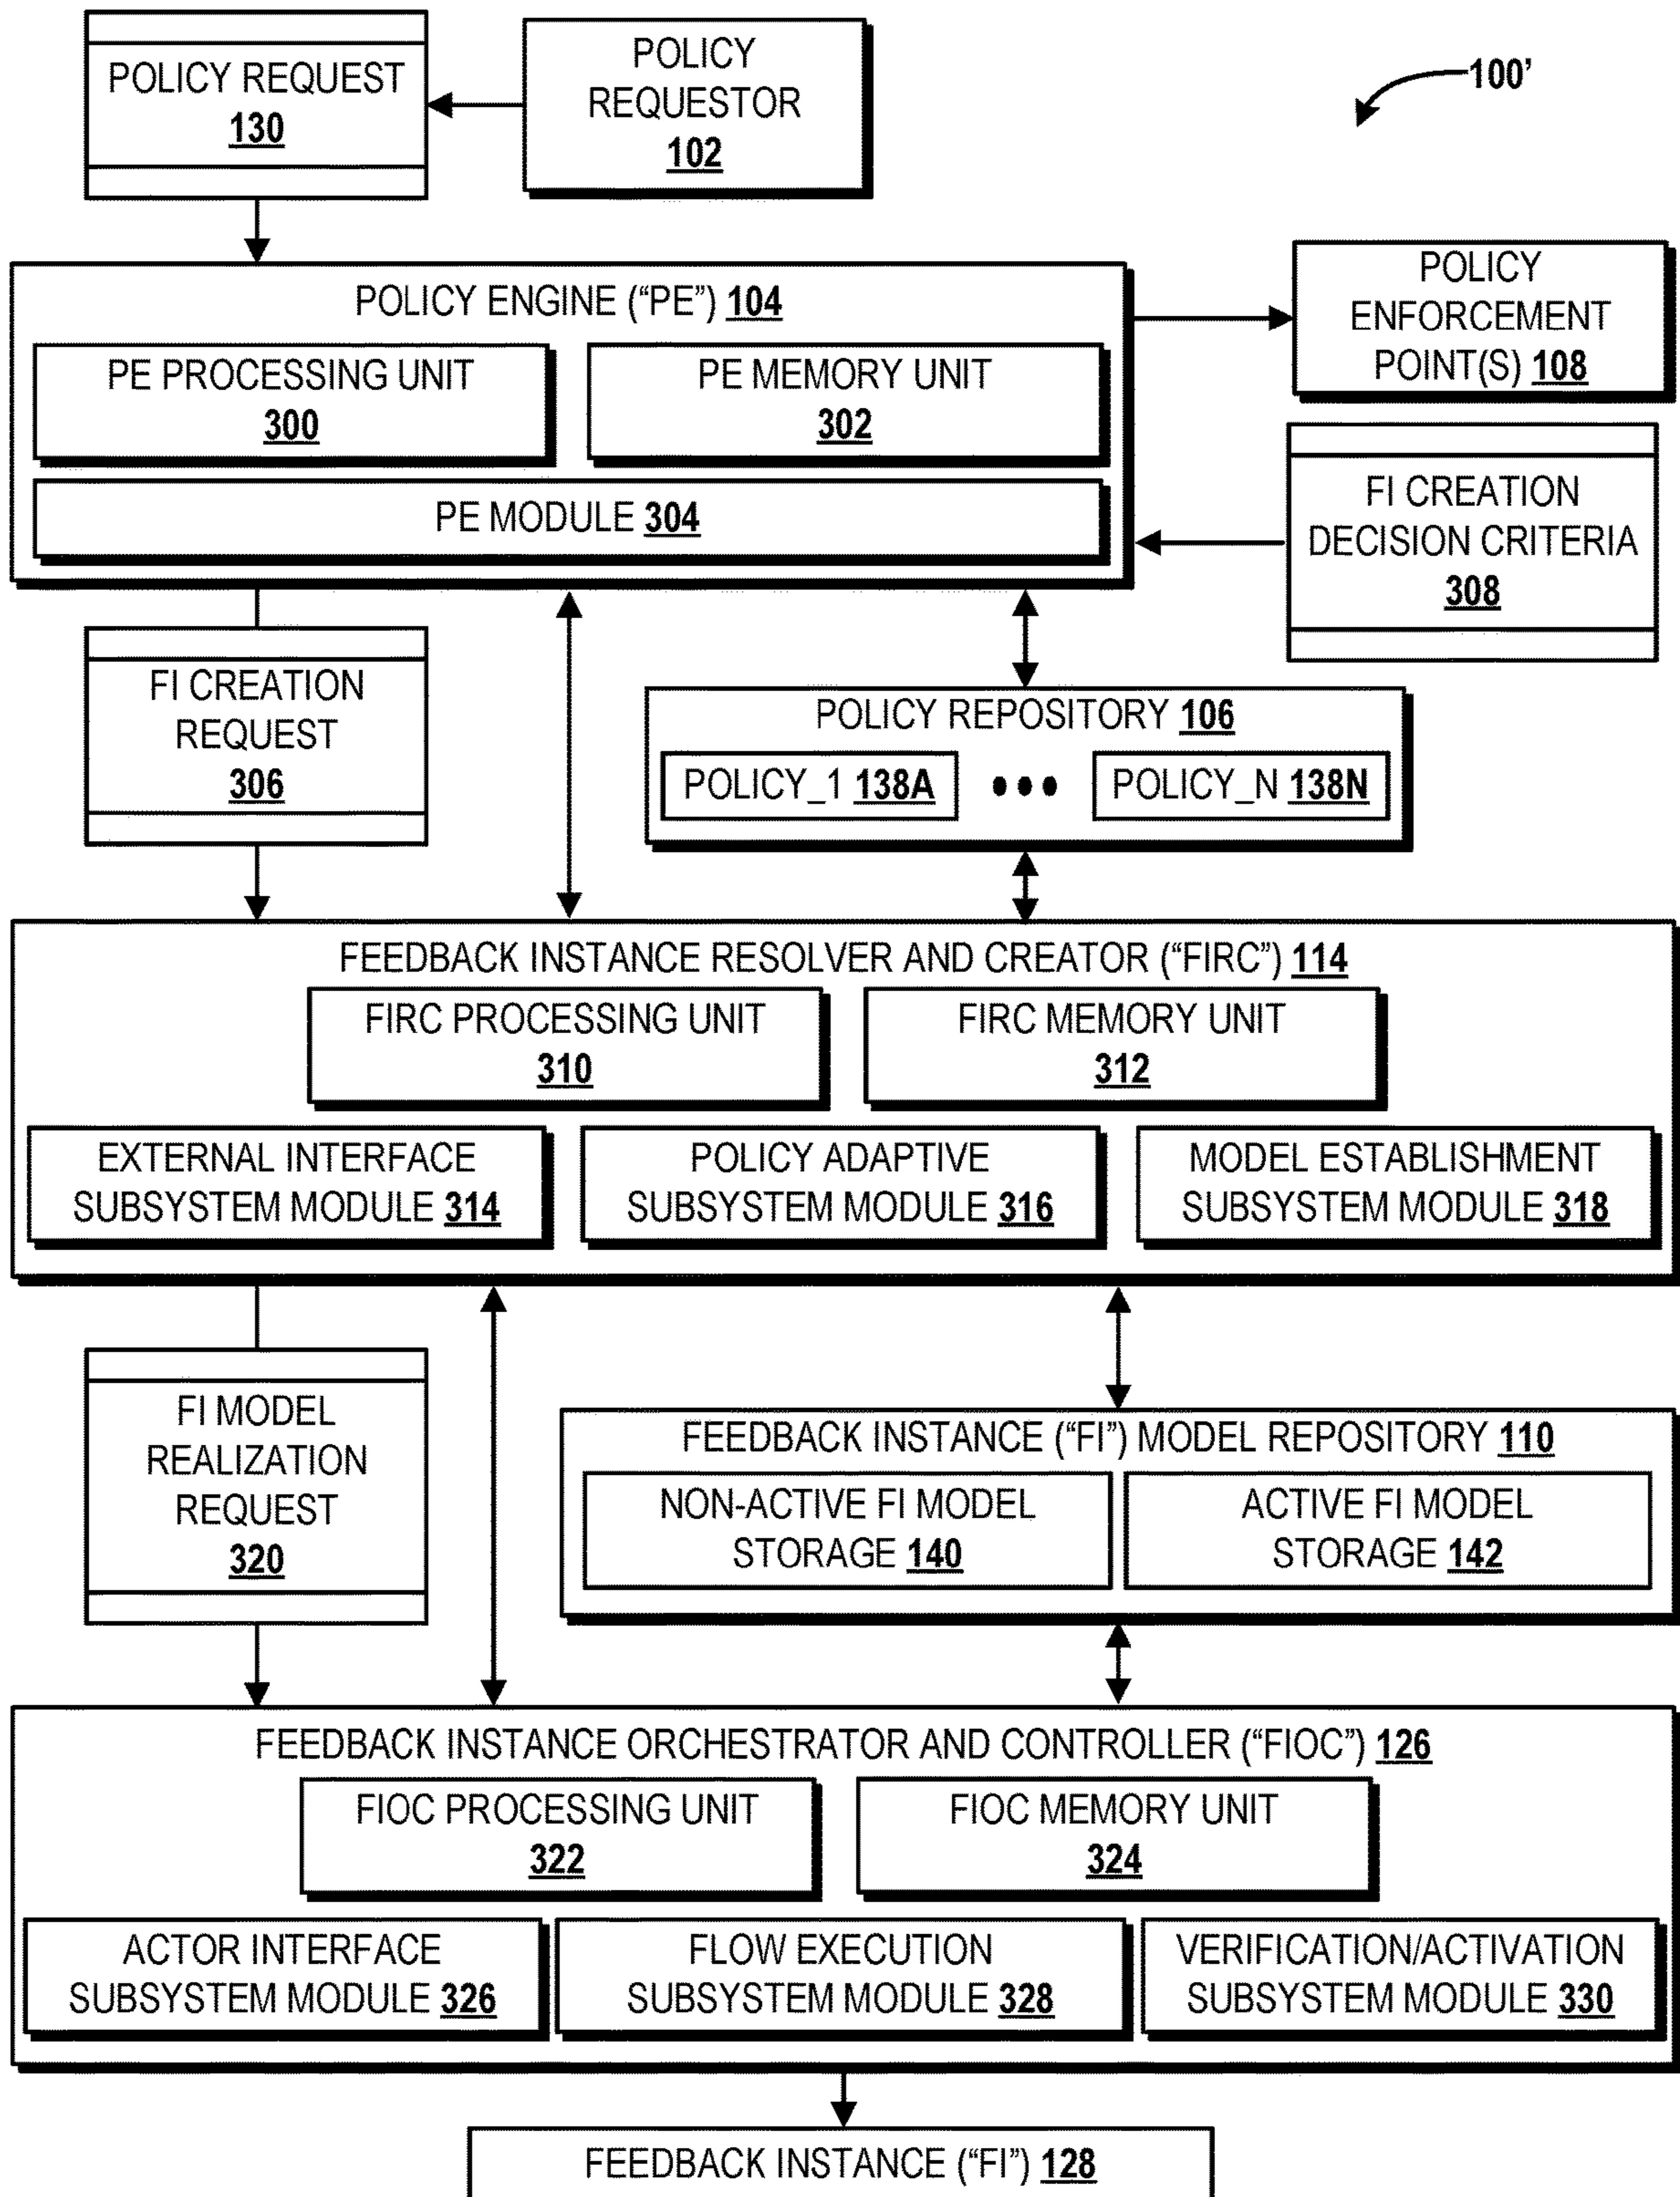 POLICY REQUEST
130
POLICY
REQUESTOR
102
100'
POLICY ENGINE (“PE”) 104
PE PROCESSING UNIT
300
PE MEMORY UNIT
302
PE MODULE 304
POLICY
ENFORCEMENT
POINT(S) 108
FI CREATION
DECISION CRITERIA
308
FI CREATION
REQUEST
306
POLICY REPOSITORY 106
POLICY_1 138A
POLICY_N 138N
FEEDBACK INSTANCE RESOLVER AND CREATOR (“FIRC”) 114
FIRC PROCESSING UNIT
310
FIRC MEMORY UNIT
312
EXTERNAL INTERFACE
SUBSYSTEM MODULE 314
POLICY ADAPTIVE
SUBSYSTEM MODULE 316
MODEL ESTABLISHMENT
SUBSYSTEM MODULE 318
FI MODEL
REALIZATION
REQUEST
320
FEEDBACK INSTANCE (“FI”) MODEL REPOSITORY 110
NON-ACTIVE FI MODEL
STORAGE 140
ACTIVE FI MODEL
STORAGE 142
FEEDBACK INSTANCE ORCHESTRATOR AND CONTROLLER (“FIOC”) 126
FIOC PROCESSING UNIT
322
FIOC MEMORY UNIT
324
ACTOR INTERFACE
SUBSYSTEM MODULE 326
FLOW EXECUTION
SUBSYSTEM MODULE 328
VERIFICATION/ACTIVATION
SUBSYSTEM MODULE 330
FEEDBACK INSTANCE (“FI”) 128